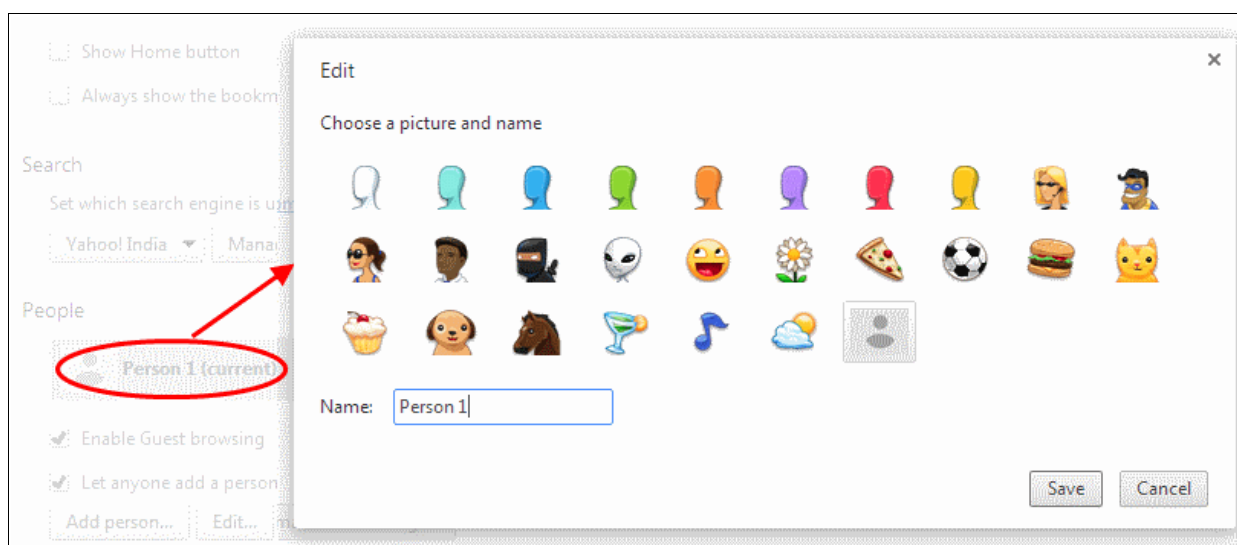 Show Home button
Always show the bookm
Search
Set which search engine is u
Yahoo! India
Mana
People
Person 1 (current)
Enable Guest browsing
Let anyone add a person
Add person...
Edit...
Edit
Choose a picture and name
Name:
Person 1
Save
Cancel